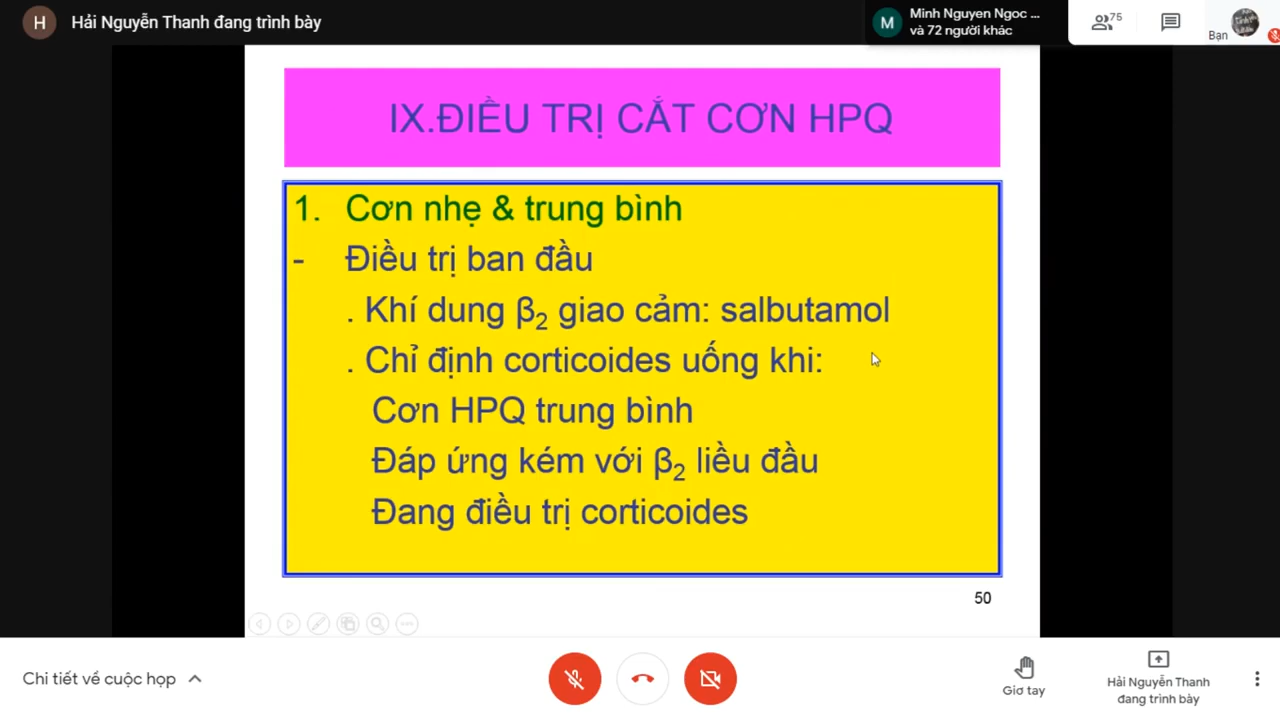 H
Hải Nguyễn Thanh đang trình bày
M
Minh Nguyen Ngoc ...
và 72 người khác
75
Bạn
IX.ĐIỀU TRỊ CẮT CƠN HPQ
1. Cơn nhẹ & trung bình
- Điều trị ban đầu
. Khí dung β₂ giao cảm: salbutamol
. Chỉ định corticoides uống khi:
Cơn HPQ trung bình
Đáp ứng kém với β₂ liều đầu
Đang điều trị corticoides
50
Chi tiết về cuộc họp
Giơ tay
Hải Nguyễn Thanh
đang trình bày